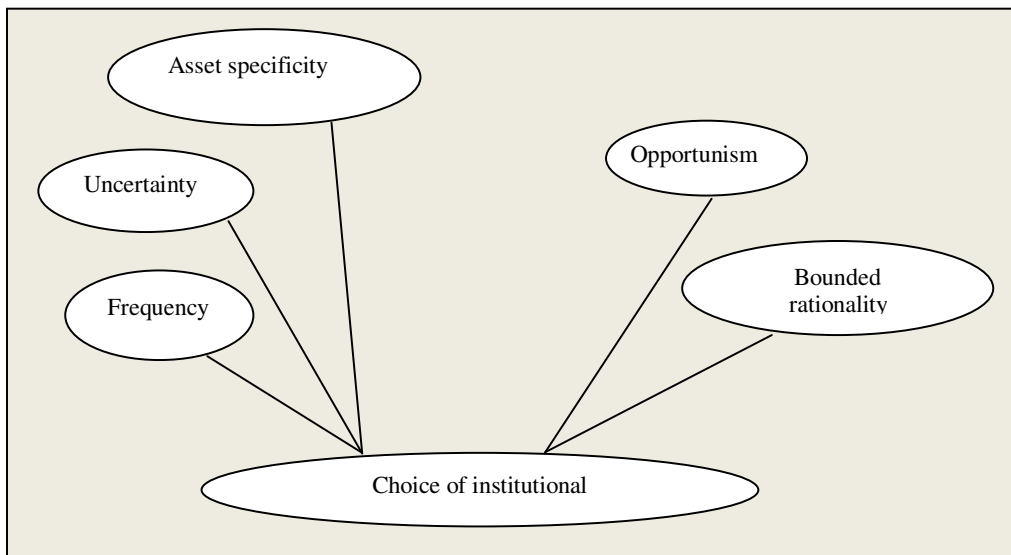 Asset specificity
Opportunism
Uncertainty
Bounded
rationality
Frequency
Choice of institutional